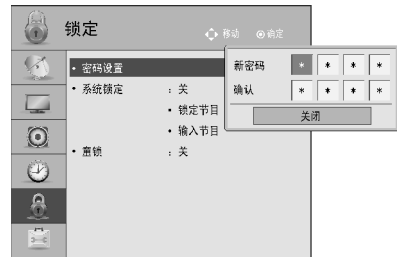 锁定
移动 ◎确定
• 密码设置
• 系统锁定 : 关
• 锁定节目
• 输入节目
• 童锁 : 关
新密码 * * * *
确认 * * * *
关闭